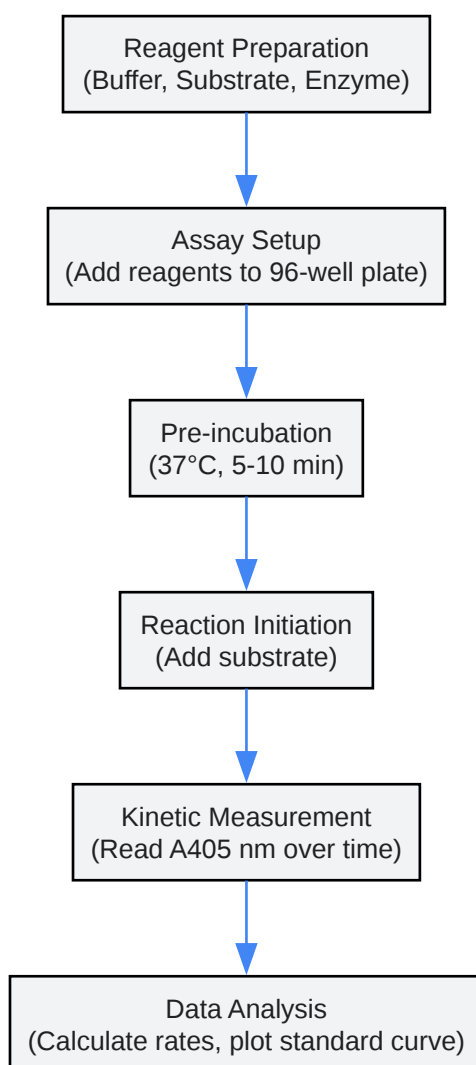 Reagent Preparation
(Buffer, Substrate, Enzyme)
Assay Setup
(Add reagents to 96-well plate)
Pre-incubation
(37°C, 5-10 min)
Reaction Initiation
(Add substrate)
Kinetic Measurement
(Read A405 nm over time)
Data Analysis
(Calculate rates, plot standard curve)